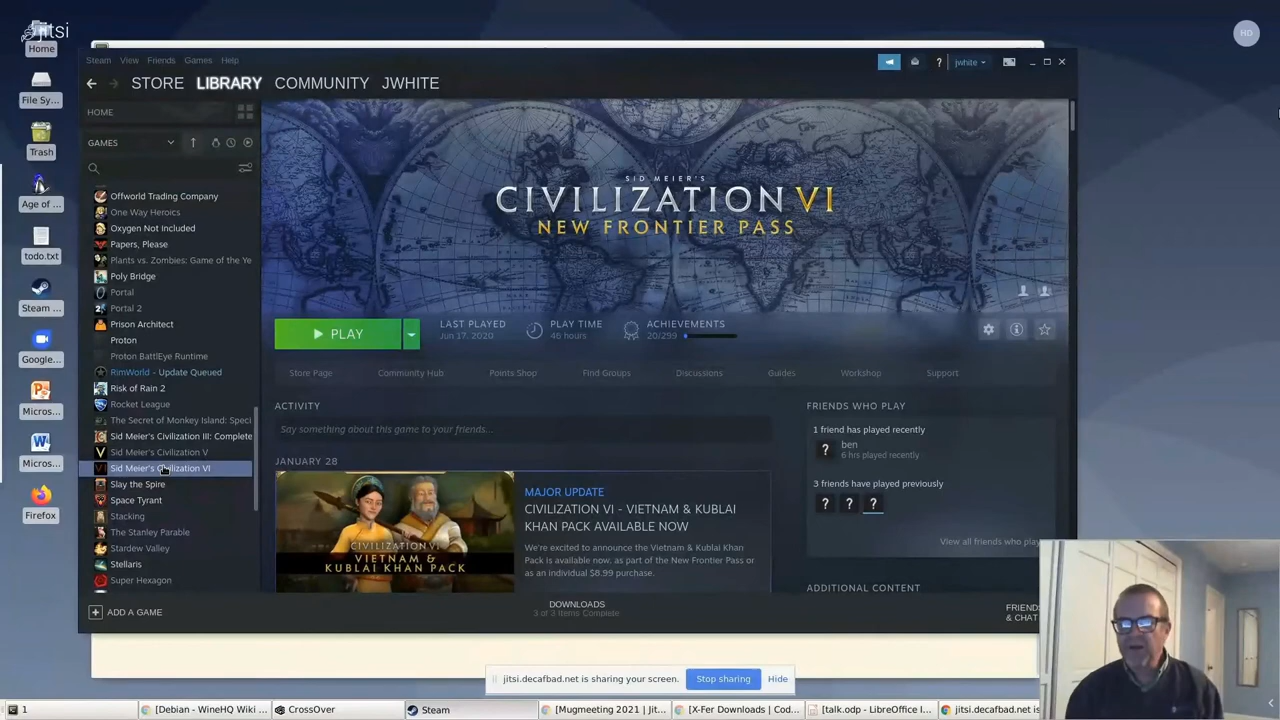 jitsi
HD
Home
File Sy...
Trash
Age of ...
todo.txt
Steam ...
Google...
Micros...
Micros...
Firefox
Steam View Friends Games Help
? jwhite
STORE LIBRARY COMMUNITY JWHITE
HOME
GAMES
Offworld Trading Company
One Way Heroics
Oxygen Not Included
Papers, Please
Plants vs. Zombies: Game of the Ye
Poly Bridge
Portal
Portal 2
Prison Architect
Proton
Proton BattlEye Runtime
RimWorld - Update Queued
Risk of Rain 2
Rocket League
The Secret of Monkey Island: Speci
Sid Meier's Civilization III: Complete
Sid Meier's Civilization V
Sid Meier's Civilization VI
Slay the Spire
Space Tyrant
Stacking
The Stanley Parable
Stardew Valley
Stellaris
Super Hexagon
ADD A GAME
SID MEIER'S
CIVILIZATION VI
NEW FRONTIER PASS
PLAY
LAST PLAYED
Jun 17, 2020
PLAY TIME
46 hours
ACHIEVEMENTS
20/299
Store Page Community Hub Points Shop Find Groups Discussions Guides Workshop Support
ACTIVITY
Say something about this game to your friends...
JANUARY 28
CIVILIZATION VI
VIETNAM &
KUBLAI KHAN PACK
MAJOR UPDATE
CIVILIZATION VI - VIETNAM & KUBLAI
KHAN PACK AVAILABLE NOW
We're excited to announce the Vietnam & Kublai Khan
Pack is available now, as part of the New Frontier Pass or
as an individual $8.99 purchase.
FRIENDS WHO PLAY
1 friend has played recently
? ben
6 hrs played recently
3 friends have played previously
? ? ?
View all friends who play
ADDITIONAL CONTENT
DOWNLOADS
3 of 3 Items Complete
FRIENDS
& CHAT
jitsi.decafbad.net is sharing your screen. Stop sharing Hide
1 [Debian - WineHQ Wiki ... CrossOver Steam [Mugmeeting 2021 | Jit... [X-Fer Downloads | Cod... [talk.odp - LibreOffice I... jitsi.decafbad.net is